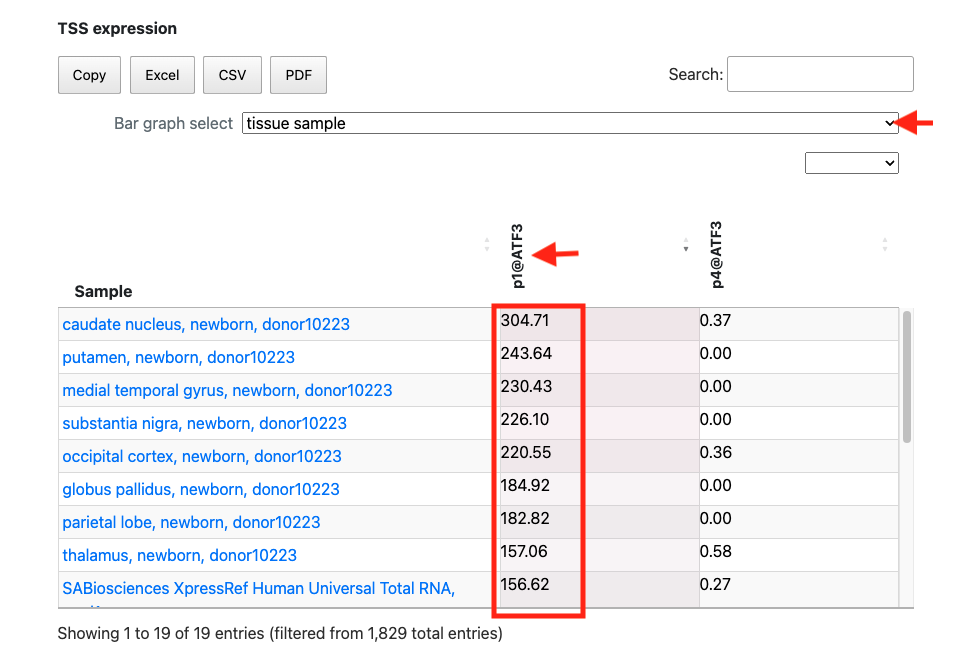 TSS expression
Copy Excel CSV PDF Search:
Bar graph select tissue sample
Sample p1@ATF3 p4@ATF3
caudate nucleus, newborn, donor10223 304.71 0.37
putamen, newborn, donor10223 243.64 0.00
medial temporal gyrus, newborn, donor10223 230.43 0.00
substantia nigra, newborn, donor10223 226.10 0.00
occipital cortex, newborn, donor10223 220.55 0.36
globus pallidus, newborn, donor10223 184.92 0.00
parietal lobe, newborn, donor10223 182.82 0.00
thalamus, newborn, donor10223 157.06 0.58
SABiosciences XpressRef Human Universal Total RNA, 156.62 0.27
Showing 1 to 19 of 19 entries (filtered from 1,829 total entries)